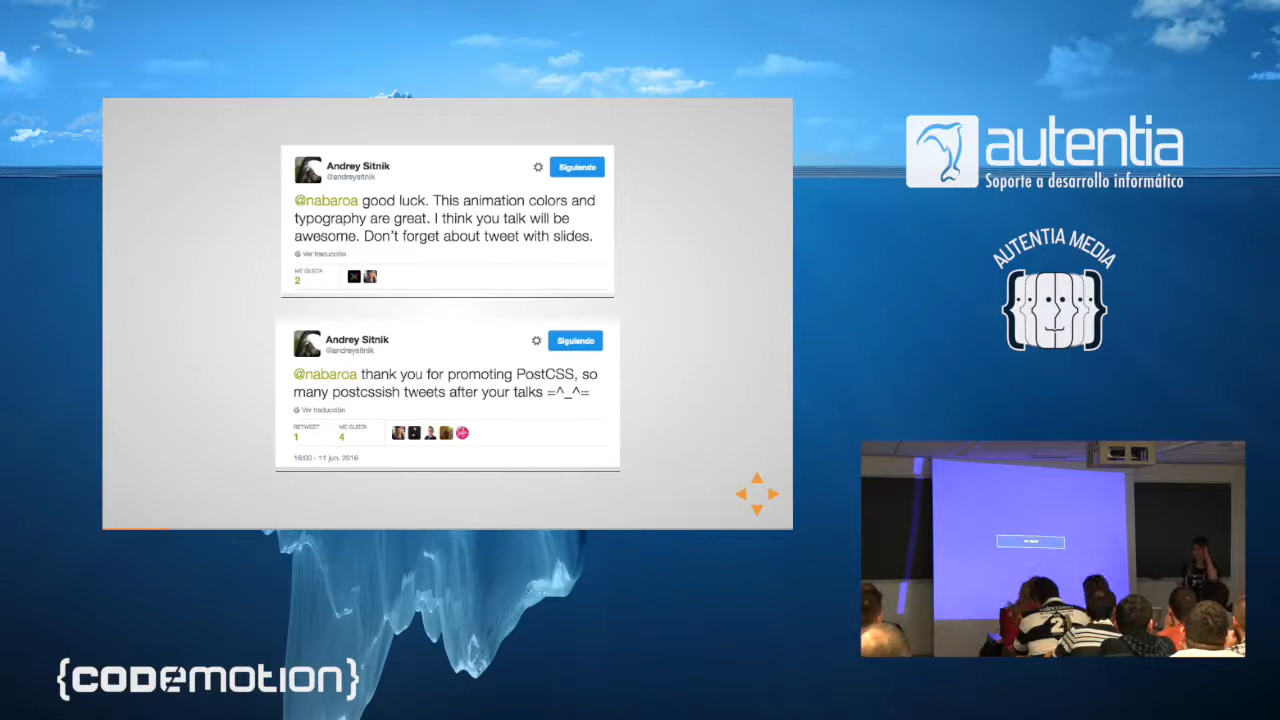 Andrey Sitnik
@andreysitnik
Siguiendo
@nabaroa good luck. This animation colors and
typography are great. I think you talk will be
awesome. Don't forget about tweet with slides.
Ver traducción
ME GUSTA
2
Andrey Sitnik
@andreysitnik
Siguiendo
@nabaroa thank you for promoting PostCSS, so
many postcssish tweets after your talks =^_^=
Ver traducción
RETWEET
1
ME GUSTA
4
16:00 - 11 jun. 2016
autentia
Soporte a desarrollo informático
AUTENTIA MEDIA
2
{CODEMOTION}